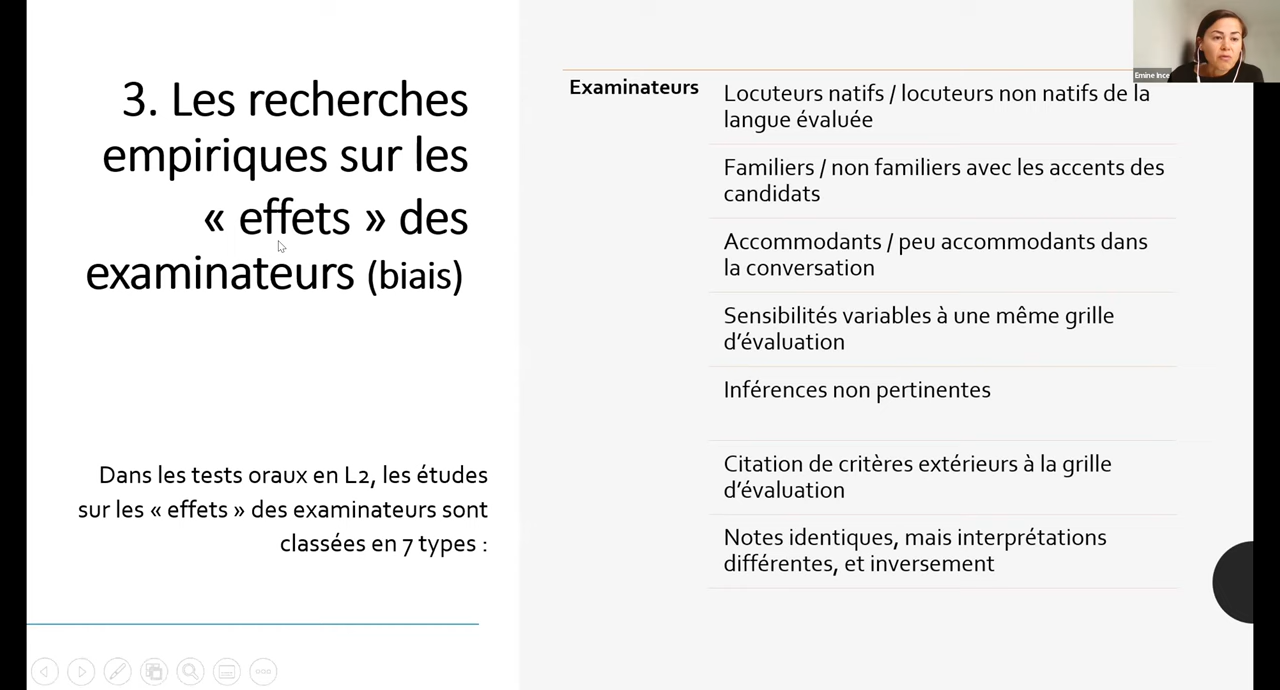 3. Les recherches
empiriques sur les
« effets » des
examinateurs (biais)
Dans les tests oraux en L2, les études
sur les « effets » des examinateurs sont
classées en 7 types :
Examinateurs
Locuteurs natifs / locuteurs non natifs de la
langue évaluée
Familiers / non familiers avec les accents des
candidats
Accommodants / peu accommodants dans
la conversation
Sensibilités variables à une même grille
d’évaluation
Inférences non pertinentes
Citation de critères extérieurs à la grille
d’évaluation
Notes identiques, mais interprétations
différentes, et inversement
Emine Ince